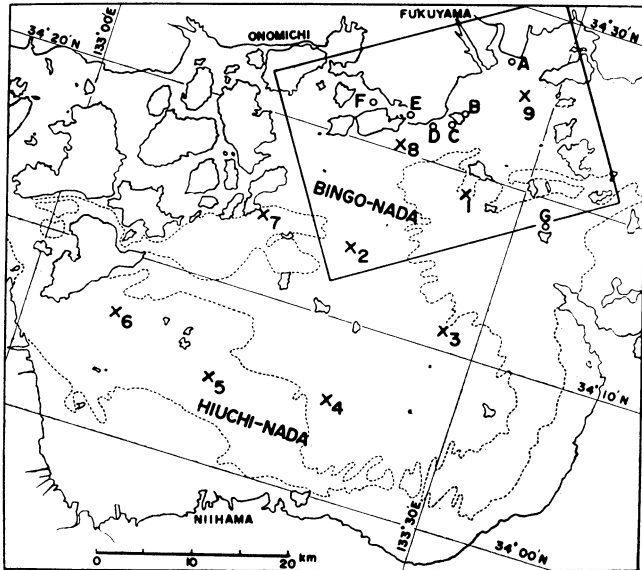 FUKUYAMA
34°30'N
ONOMICHI
133°00'E
34°20'N
A
9
F
E
B
D
C
8
BINGO-NADA
1
G
7
2
3
6
5
4
34°10'N
HIUCHI-NADA
NIIHAMA
133°30'E
34°00'N
0
10
20
km